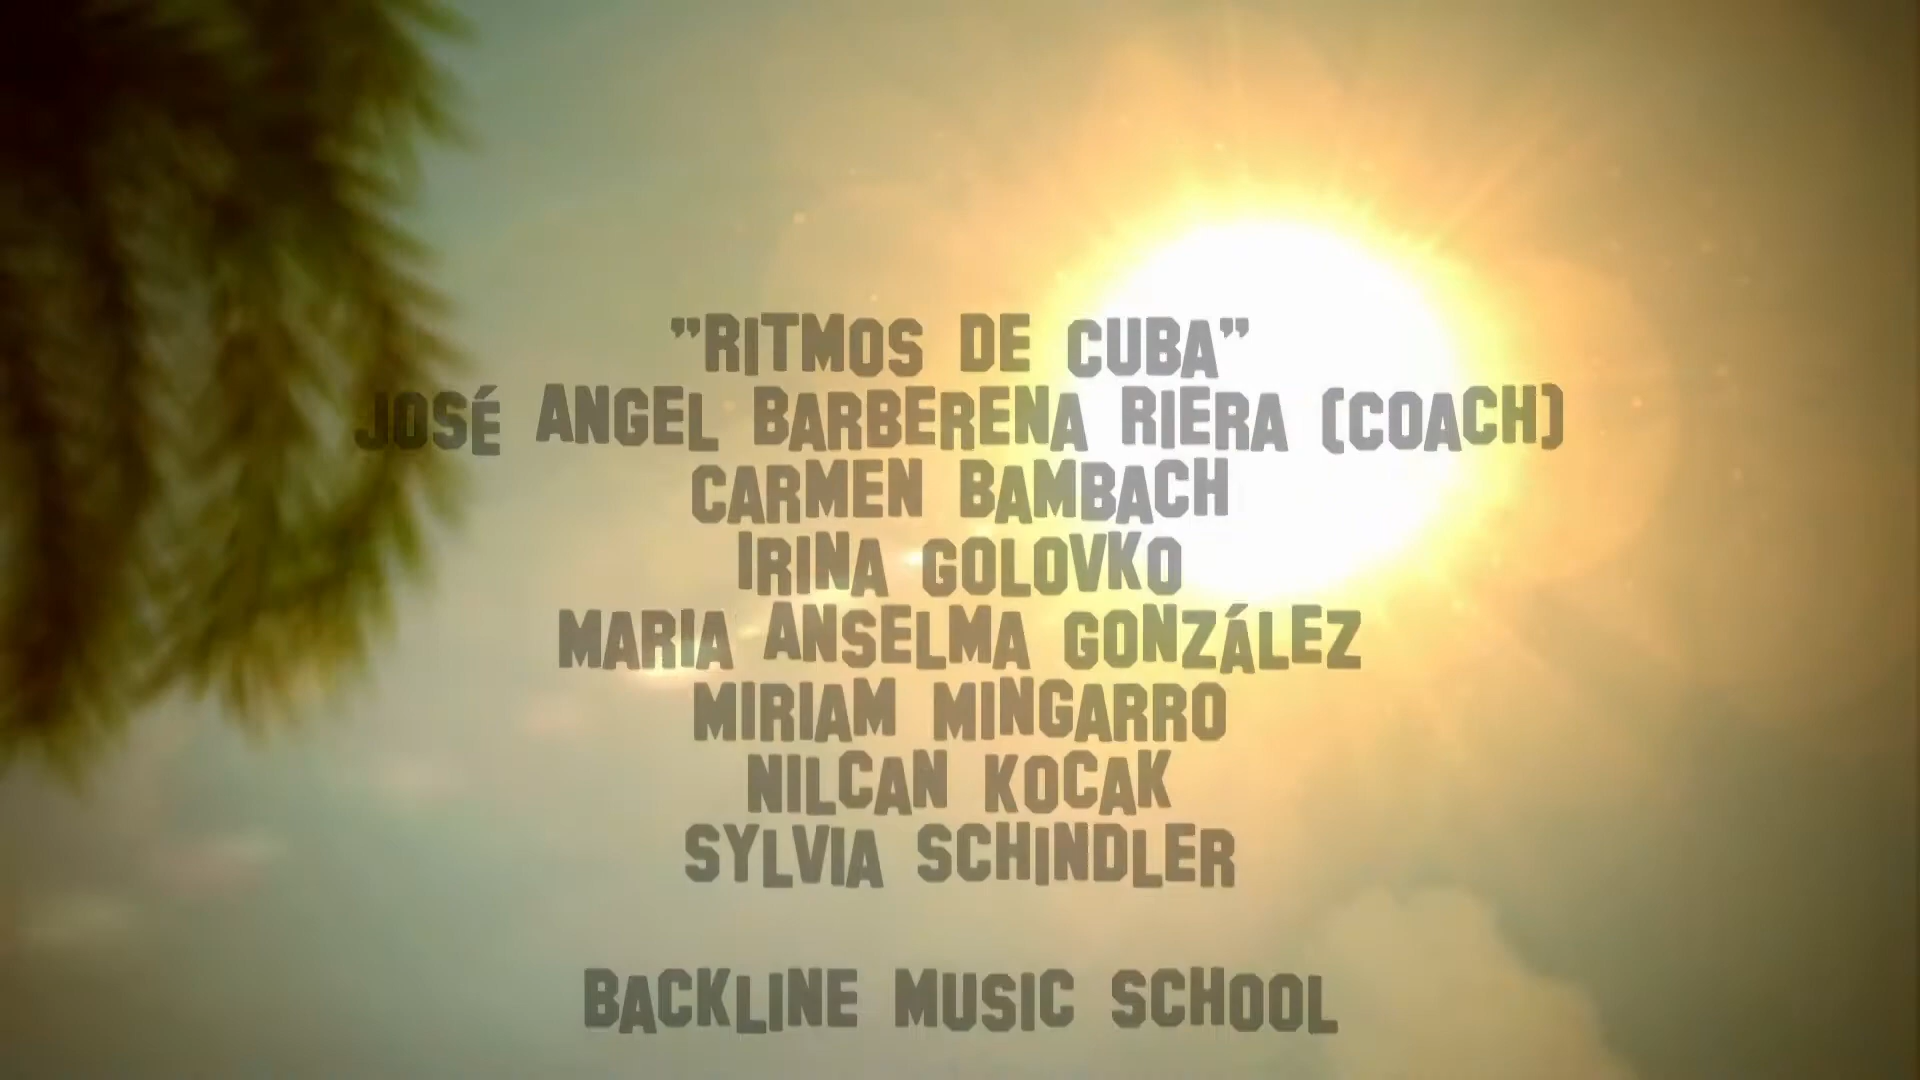 "RITMOS DE CUBA"
JOSÉ ANGEL BARBERENA RIERA (COACH)
CARMEN BAMBACH
IRINA GOLOVKO
MARIA ANSELMA GONZÁLEZ
MIRIAM MINGARRO
NILCAN KOCAK
SYLVIA SCHINDLER
BACKLINE MUSIC SCHOOL